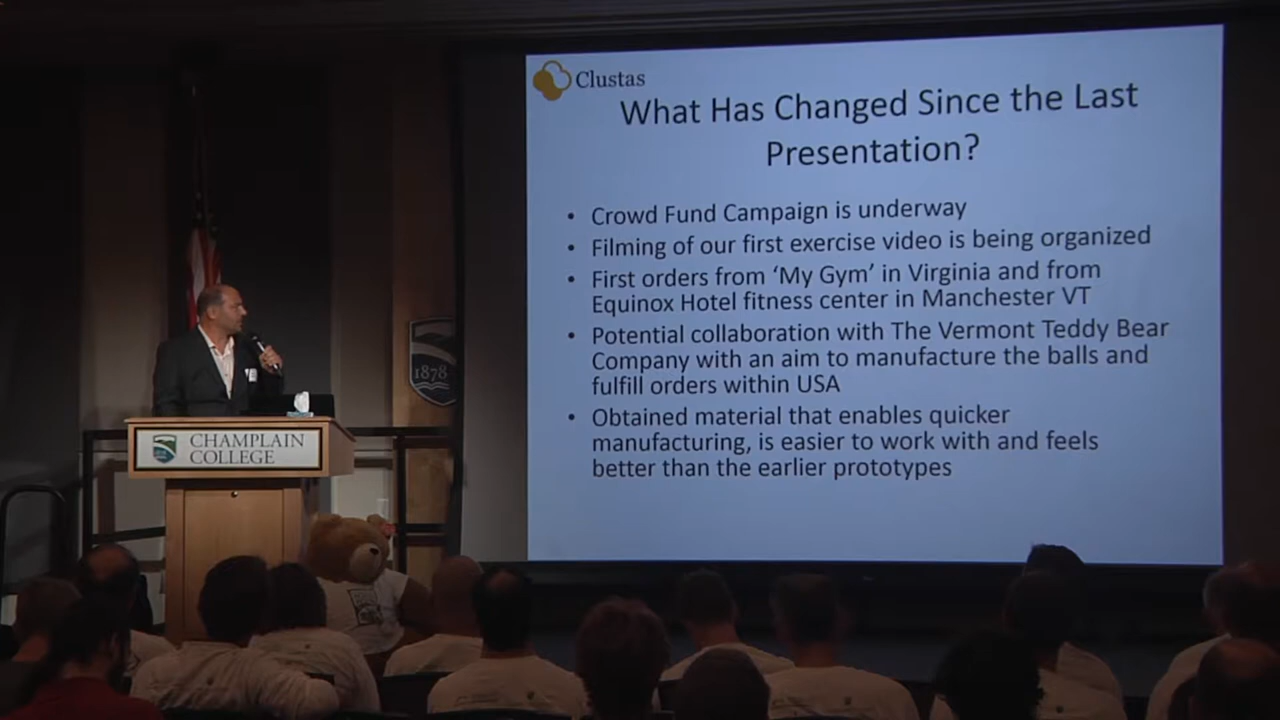 Clustas
What Has Changed Since the Last
Presentation?
• Crowd Fund Campaign is underway
• Filming of our first exercise video is being organized
• First orders from ‘My Gym’ in Virginia and from
Equinox Hotel fitness center in Manchester VT
• Potential collaboration with The Vermont Teddy Bear
Company with an aim to manufacture the balls and
fulfill orders within USA
• Obtained material that enables quicker
manufacturing, is easier to work with and feels
better than the earlier prototypes
1878
CHAMPLAIN
COLLEGE